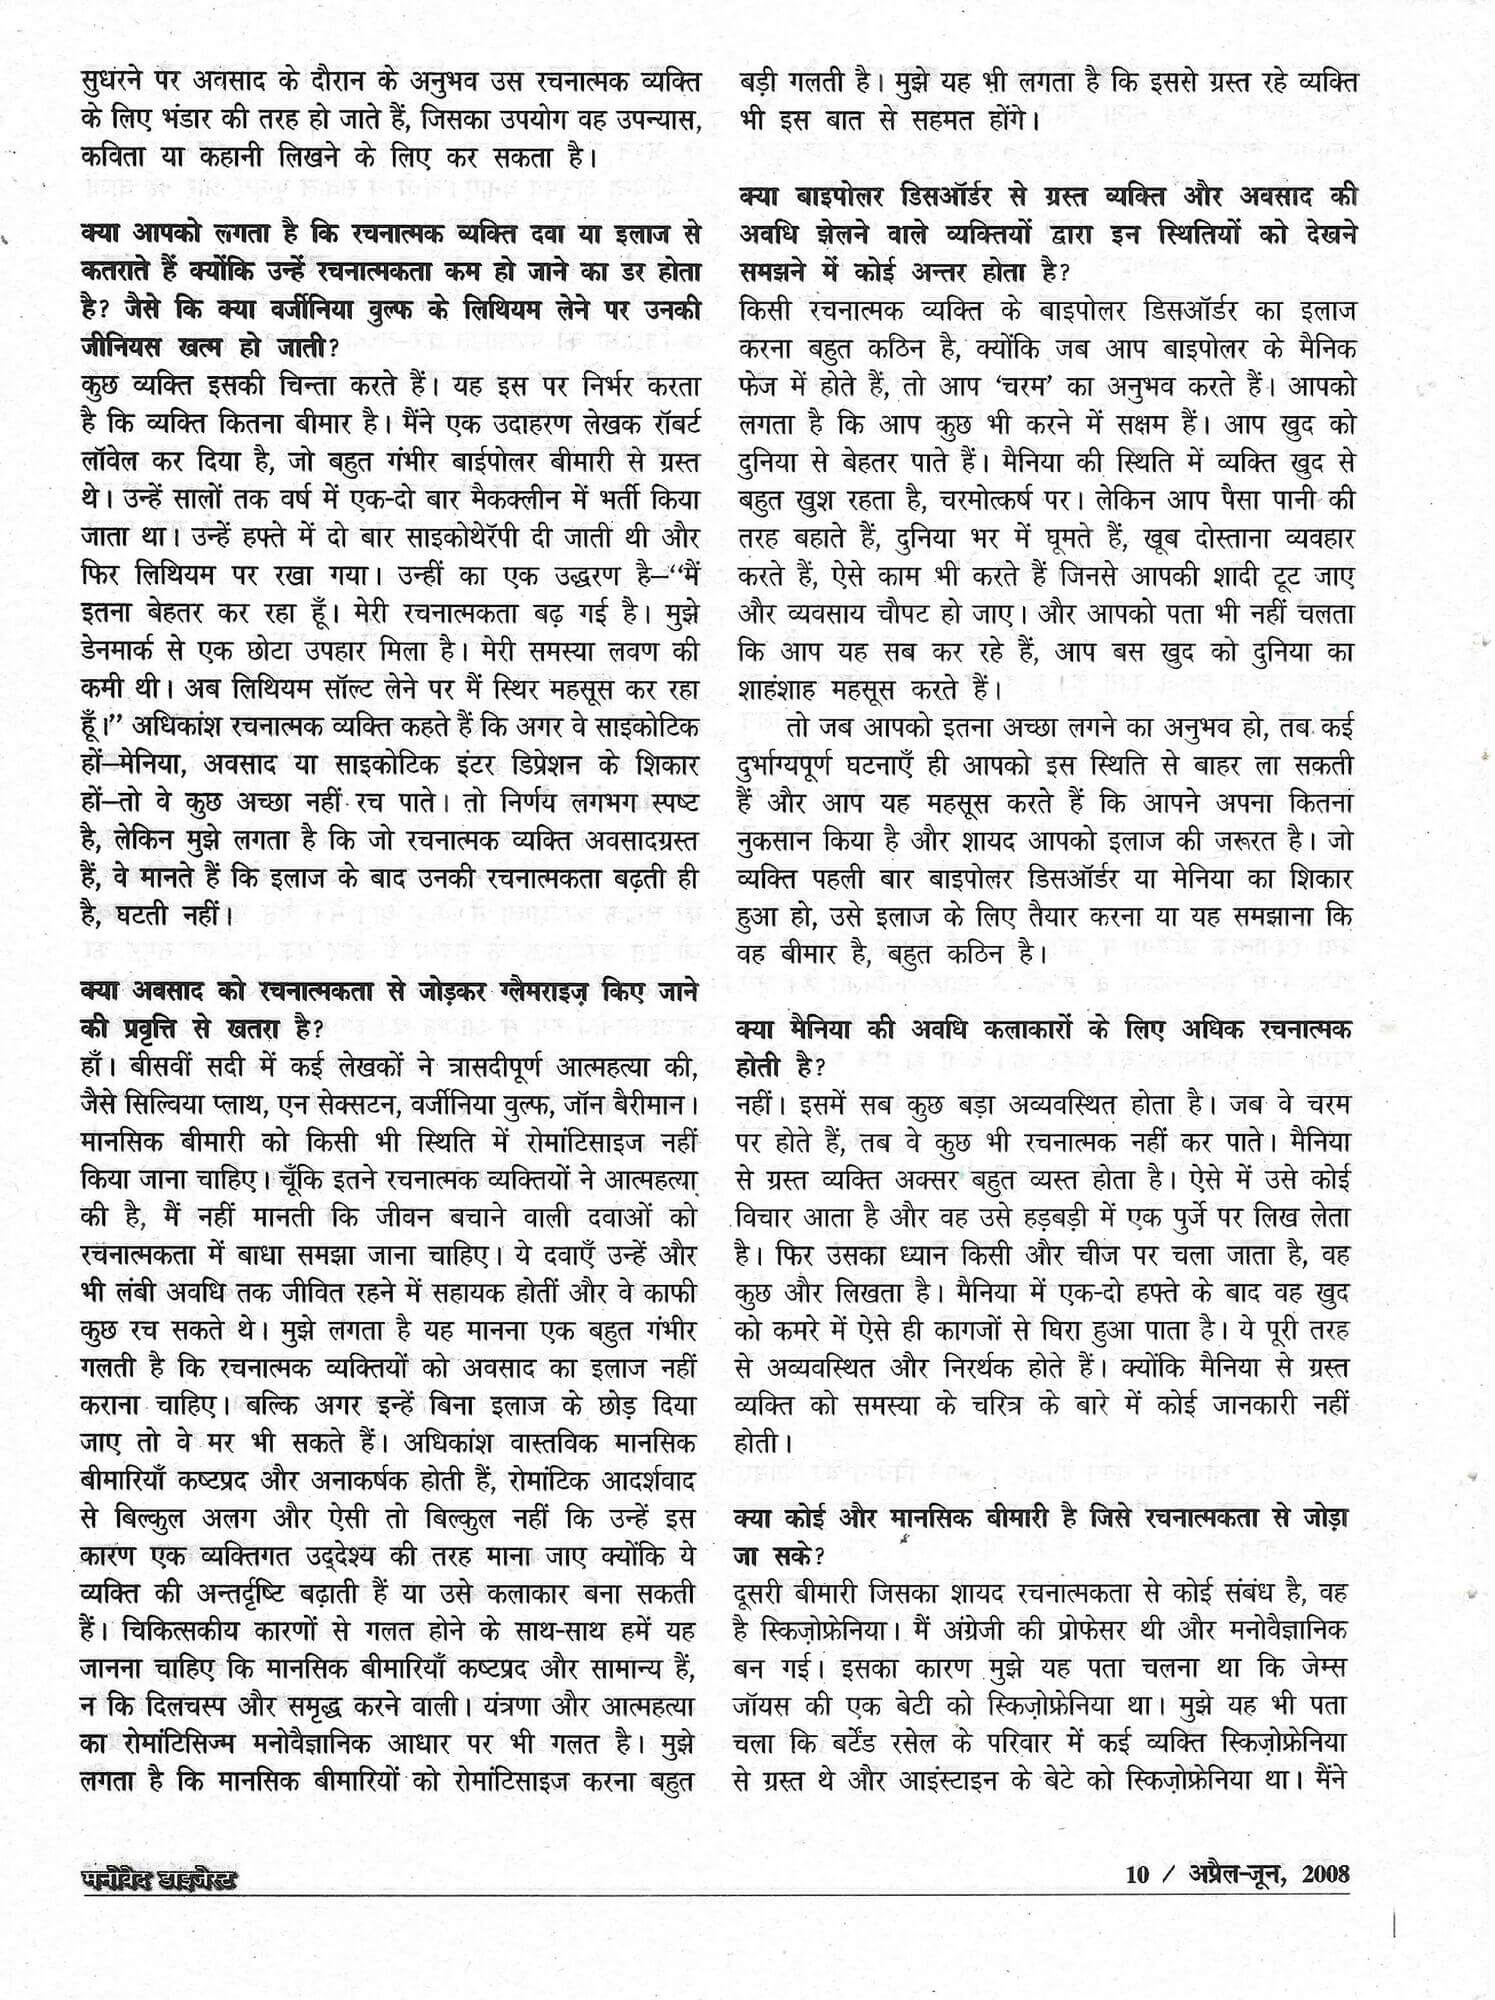 सुधरने पर अवसाद के दौरान के अनुभव उस रचनात्मक व्यक्ति
के लिए भंडार की तरह हो जाते हैं, जिसका उपयोग वह उपन्यास,
कविता या कहानी लिखने के लिए कर सकता है।
क्या आपको लगता है कि रचनात्मक व्यक्ति दवा या इलाज से
कतराते हैं क्योंकि उन्हें रचनात्मकता कम हो जाने का डर होता
है? जैसे कि क्या वर्जीनिया वुल्फ के लिथियम लेने पर उनकी
जीनियस खत्म हो जाती?
कुछ व्यक्ति इसकी चिन्ता करते हैं। यह इस पर निर्भर करता
है कि व्यक्ति कितना बीमार है। मैंने एक उदाहरण लेखक रॉबर्ट
लॉवेल कर दिया है, जो बहुत गंभीर बाईपोलर बीमारी से ग्रस्त
थे। उन्हें सालों तक वर्ष में एक-दो बार मैकक्लीन में भर्ती किया
जाता था। उन्हें हफ्ते में दो बार साइकोथेरॅपी दी जाती थी और
फिर लिथियम पर रखा गया। उन्हीं का एक उद्धरण है–“मैं
इतना बेहतर कर रहा हूँ। मेरी रचनात्मकता बढ़ गई है। मुझे
डेनमार्क से एक छोटा उपहार मिला है। मेरी समस्या लवण की
कमी थी। अब लिथियम सॉल्ट लेने पर मैं स्थिर महसूस कर रहा
हूँ।” अधिकांश रचनात्मक व्यक्ति कहते हैं कि अगर वे साइकोटिक
हों–मेनिया, अवसाद या साइकोटिक इंटर डिप्रेशन के शिकार
हों–तो वे कुछ अच्छा नहीं रच पाते। तो निर्णय लगभग स्पष्ट
है, लेकिन मुझे लगता है कि जो रचनात्मक व्यक्ति अवसादग्रस्त
हैं, वे मानते हैं कि इलाज के बाद उनकी रचनात्मकता बढ़ती ही
है, घटती नहीं।
क्या अवसाद को रचनात्मकता से जोड़कर ग्लैमराइज़ किए जाने
की प्रवृत्ति से खतरा है?
हाँ। बीसवीं सदी में कई लेखकों ने त्रासदीपूर्ण आत्महत्या की,
जैसे सिल्विया प्लाथ, एन सेक्सटन, वर्जीनिया वुल्फ, जॉन बैरीमान।
मानसिक बीमारी को किसी भी स्थिति में रोमांटिसाइज नहीं
किया जाना चाहिए। चूँकि इतने रचनात्मक व्यक्तियों ने आत्महत्या
की है, मैं नहीं मानती कि जीवन बचाने वाली दवाओं को
रचनात्मकता में बाधा समझा जाना चाहिए। ये दवाएँ उन्हें और
भी लंबी अवधि तक जीवित रहने में सहायक होतीं और वे काफी
कुछ रच सकते थे। मुझे लगता है यह मानना एक बहुत गंभीर
गलती है कि रचनात्मक व्यक्तियों को अवसाद का इलाज नहीं
कराना चाहिए। बल्कि अगर इन्हें बिना इलाज के छोड़ दिया
जाए तो वे मर भी सकते हैं। अधिकांश वास्तविक मानसिक
बीमारियाँ कष्टप्रद और अनाकर्षक होती हैं, रोमांटिक आदर्शवाद
से बिल्कुल अलग और ऐसी तो बिल्कुल नहीं कि उन्हें इस
कारण एक व्यक्तिगत उद्देश्य की तरह माना जाए क्योंकि ये
व्यक्ति की अन्तर्दृष्टि बढ़ाती हैं या उसे कलाकार बना सकती
हैं। चिकित्सकीय कारणों से गलत होने के साथ-साथ हमें यह
जानना चाहिए कि मानसिक बीमारियाँ कष्टप्रद और सामान्य हैं,
न कि दिलचस्प और समृद्ध करने वाली। यंत्रणा और आत्महत्या
का रोमांटिसिज्म मनोवैज्ञानिक आधार पर भी गलत है। मुझे
लगता है कि मानसिक बीमारियों को रोमांटिसाइज करना बहुत
बड़ी गलती है। मुझे यह भी लगता है कि इससे ग्रस्त रहे व्यक्ति
भी इस बात से सहमत होंगे।
क्या बाइपोलर डिसऑर्डर से ग्रस्त व्यक्ति और अवसाद की
अवधि झेलने वाले व्यक्तियों द्वारा इन स्थितियों को देखने
समझने में कोई अन्तर होता है?
किसी रचनात्मक व्यक्ति के बाइपोलर डिसऑर्डर का इलाज
करना बहुत कठिन है, क्योंकि जब आप बाइपोलर के मैनिक
फेज में होते हैं, तो आप ‘चरम’ का अनुभव करते हैं। आपको
लगता है कि आप कुछ भी करने में सक्षम हैं। आप खुद को
दुनिया से बेहतर पाते हैं। मैनिया की स्थिति में व्यक्ति खुद से
बहुत खुश रहता है, चरमोत्कर्ष पर। लेकिन आप पैसा पानी की
तरह बहाते हैं, दुनिया भर में घूमते हैं, खूब दोस्ताना व्यवहार
करते हैं, ऐसे काम भी करते हैं जिनसे आपकी शादी टूट जाए
और व्यवसाय चौपट हो जाए। और आपको पता भी नहीं चलता
कि आप यह सब कर रहे हैं, आप बस खुद को दुनिया का
शाहंशाह महसूस करते हैं।
तो जब आपको इतना अच्छा लगने का अनुभव हो, तब कई
दुर्भाग्यपूर्ण घटनाएँ ही आपको इस स्थिति से बाहर ला सकती
हैं और आप यह महसूस करते हैं कि आपने अपना कितना
नुकसान किया है और शायद आपको इलाज की जरूरत है। जो
व्यक्ति पहली बार बाइपोलर डिसऑर्डर या मेनिया का शिकार
हुआ हो, उसे इलाज के लिए तैयार करना या यह समझाना कि
वह बीमार है, बहुत कठिन है।
क्या मैनिया की अवधि कलाकारों के लिए अधिक रचनात्मक
होती है?
नहीं। इसमें सब कुछ बड़ा अव्यवस्थित होता है। जब वे चरम
पर होते हैं, तब वे कुछ भी रचनात्मक नहीं कर पाते। मैनिया
से ग्रस्त व्यक्ति अक्सर बहुत व्यस्त होता है। ऐसे में उसे कोई
विचार आता है और वह उसे हड़बड़ी में एक पुर्जे पर लिख लेता
है। फिर उसका ध्यान किसी और चीज पर चला जाता है, वह
कुछ और लिखता है। मैनिया में एक-दो हफ्ते के बाद वह खुद
को कमरे में ऐसे ही कागजों से घिरा हुआ पाता है। ये पूरी तरह
से अव्यवस्थित और निरर्थक होते हैं। क्योंकि मैनिया से ग्रस्त
व्यक्ति को समस्या के चरित्र के बारे में कोई जानकारी नहीं
होती।
क्या कोई और मानसिक बीमारी है जिसे रचनात्मकता से जोड़ा
जा सके?
दूसरी बीमारी जिसका शायद रचनात्मकता से कोई संबंध है, वह
है स्किज़ोफ्रेनिया। मैं अंग्रेजी की प्रोफेसर थी और मनोवैज्ञानिक
बन गई। इसका कारण मुझे यह पता चलना था कि जेम्स
जॉयस की एक बेटी को स्किज़ोफ्रेनिया था। मुझे यह भी पता
चला कि बर्टेंड रसेल के परिवार में कई व्यक्ति स्किज़ोफ्रेनिया
से ग्रस्त थे और आइंस्टाइन के बेटे को स्किज़ोफ्रेनिया था। मैंने
मनोवेद डाइजेस्ट
10 / अप्रैल-जून, 2008